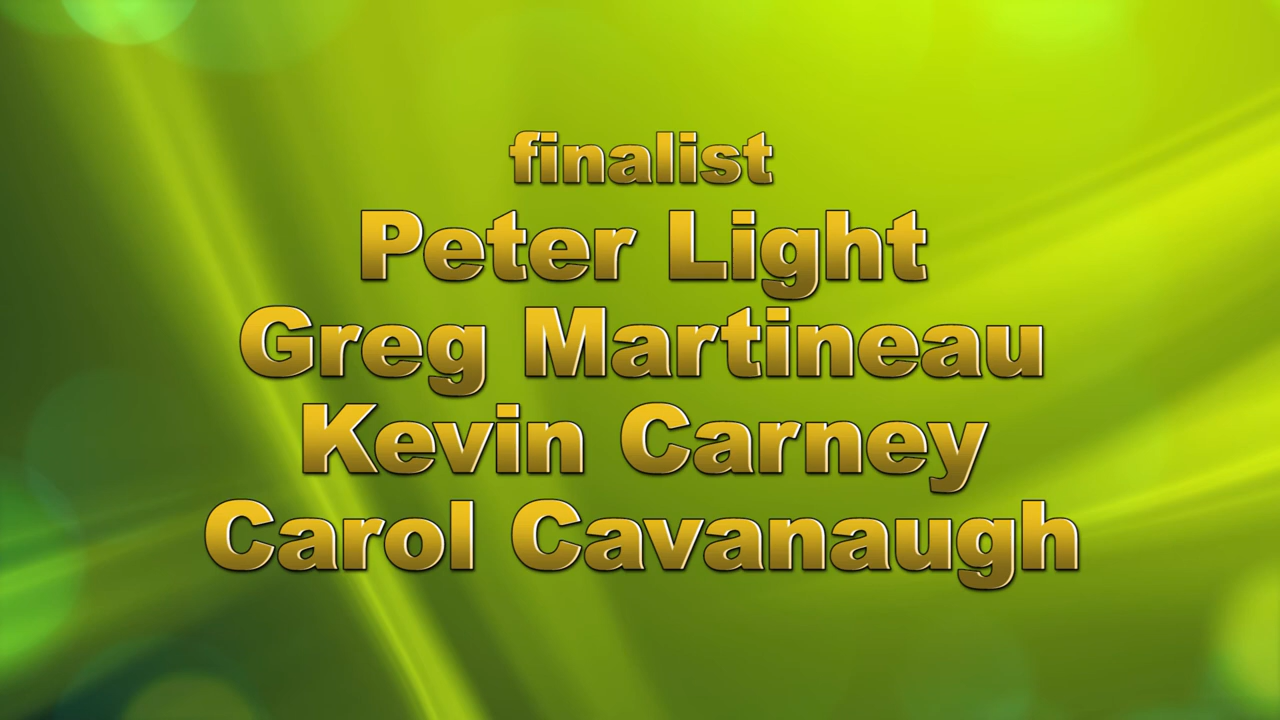 finalist
Peter Light
Greg Martineau
Kevin Carney
Carol Cavanaugh